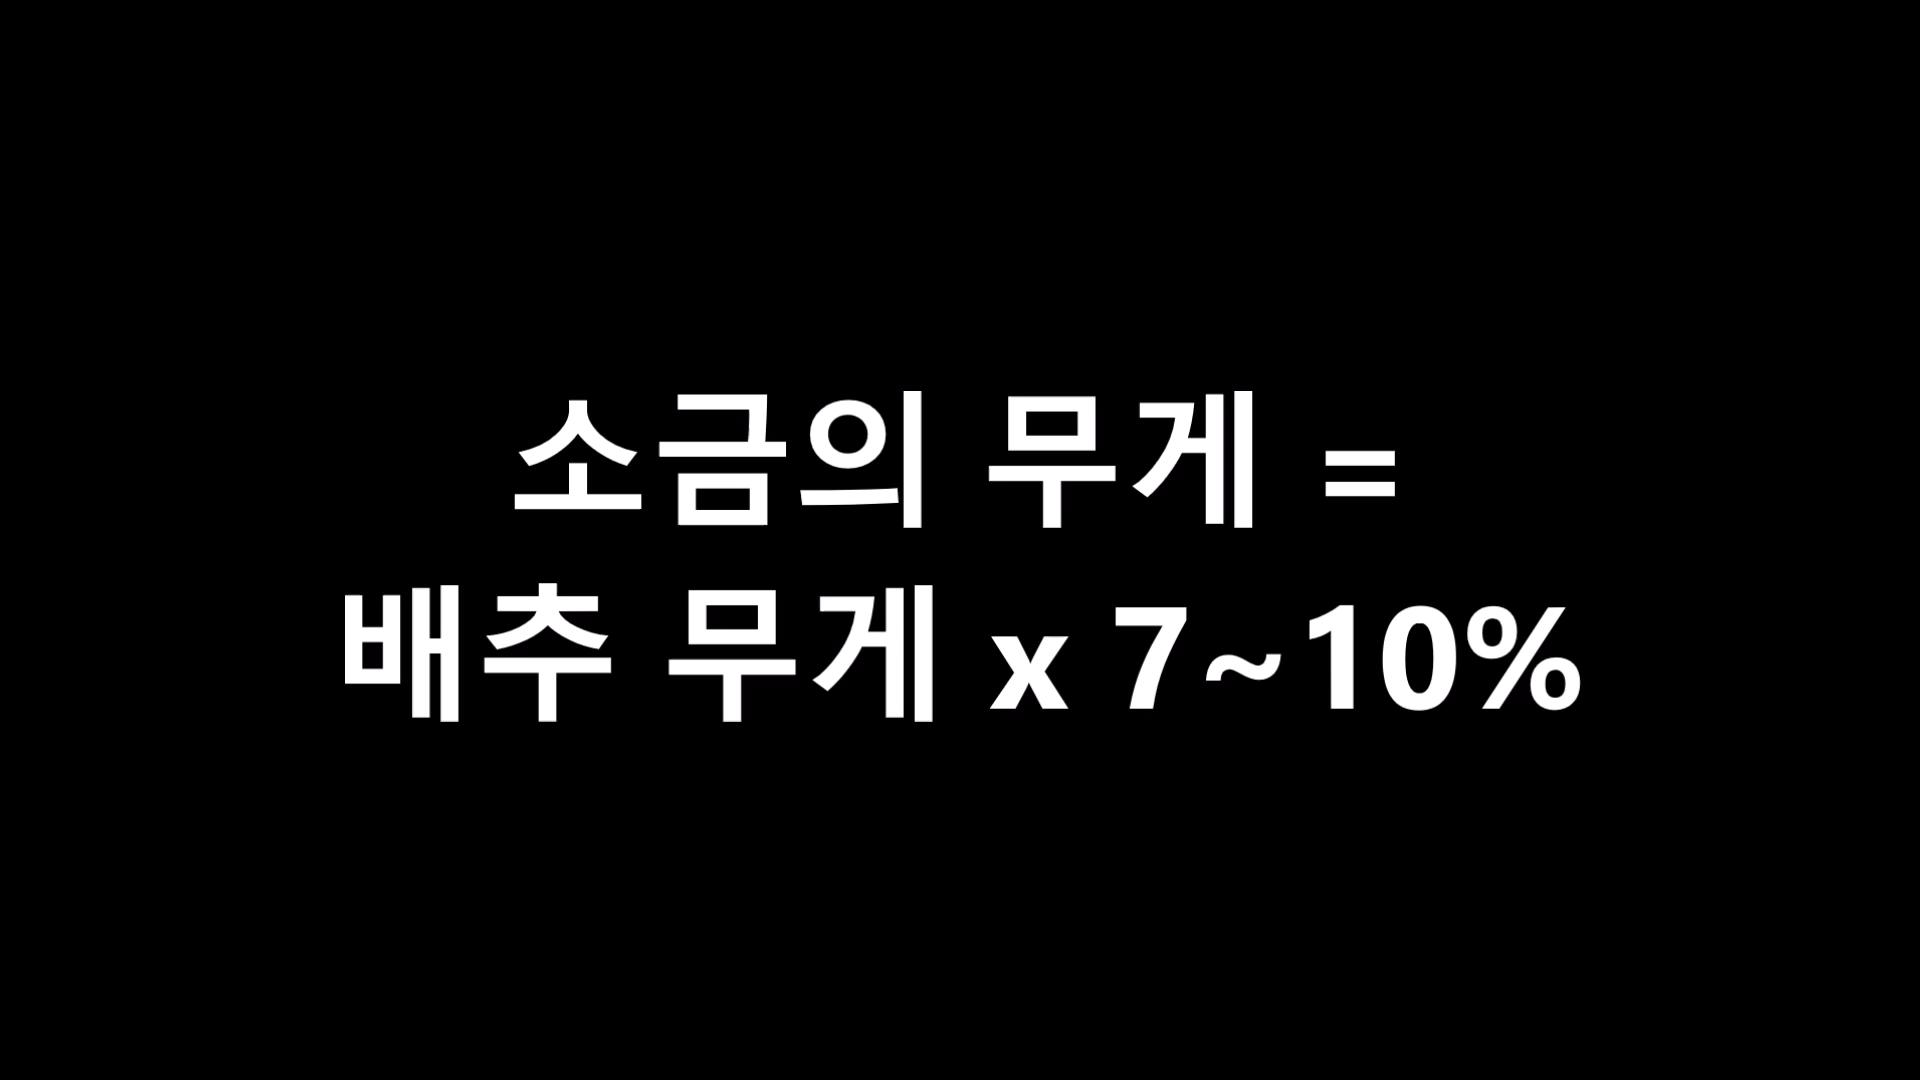 소금의 무게 =
배추 무게 x 7~10%